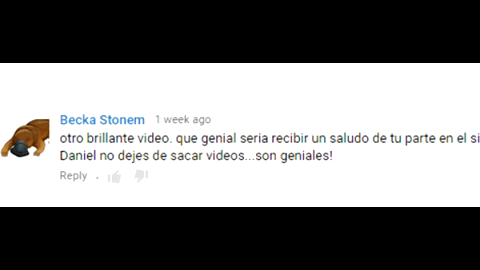 Becka Stonem 1 week ago
otro brillante video. que genial seria recibir un saludo de tu parte en el si
Daniel no dejes de sacar videos...son geniales!
Reply